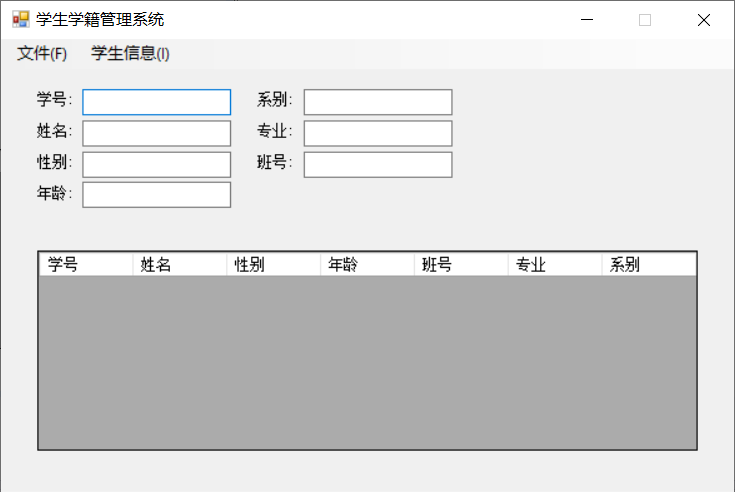 学生学籍管理系统
文件(F) 学生信息(I)
学号： 系别：
姓名： 专业：
性别： 班号：
年龄：
学号 姓名 性别 年龄 班号 专业 系别